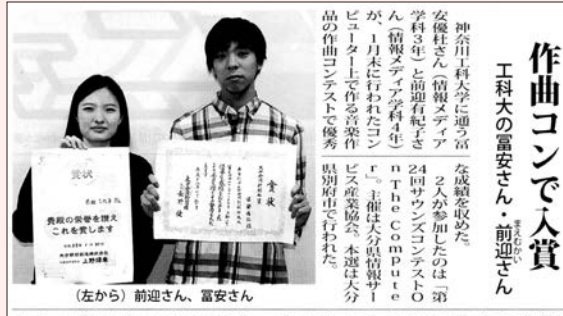 作曲コンで入賞
工科大の冨安さん・前迎さん
まえむかい
神奈川工科大学に通う冨
安優杜さん（情報メディア
学科３年）と前迎有紀子さ
ん（情報メディア学科４年）
が、１月末に行われたコン
ピューター上で作る音楽作
品の作曲コンテストで優秀
な成績を収めた。
２人が参加したのは「第
24回サウンズコンテストＯ
ｎ Ｔｈｅ Ｃｏｍｐｕｔｅ
ｒ」。主催は大分県情報サー
ビス産業協会。本選は大分
県別府市で行われた。
賞状
貴殿の栄誉を讃え
これを賞します
賞状
（左から）前迎さん、冨安さん